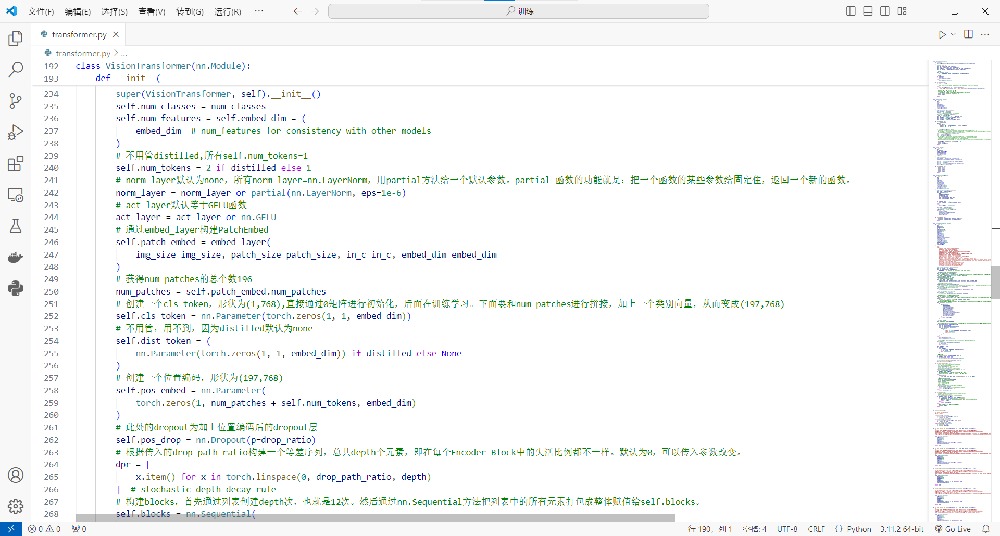 文件(F) 编辑(E) 选择(S) 查看(V) 转到(G) 运行(R) ··· 训练
transformer.py
transformer.py > ...
192 class VisionTransformer(nn.Module):
193 def __init__(
234 super(VisionTransformer, self).__init__()
235 self.num_classes = num_classes
236 self.num_features = self.embed_dim = (
237 embed_dim  # num_features for consistency with other models
238 )
239 # 不用管distilled,所有self.num_tokens=1
240 self.num_tokens = 2 if distilled else 1
241 # norm_layer默认为none，所有norm_layer=nn.LayerNorm，用partial方法给一个默认参数。partial 函数的功能就是：把一个函数的某些参数给固定住，返回一个新的函数。
242 norm_layer = norm_layer or partial(nn.LayerNorm, eps=1e-6)
243 # act_layer默认等于GELU函数
244 act_layer = act_layer or nn.GELU
245 # 通过embed_layer构建PatchEmbed
246 self.patch_embed = embed_layer(
247 img_size=img_size, patch_size=patch_size, in_c=in_c, embed_dim=embed_dim
248 )
249 # 获得num_patches的总个数196
250 num_patches = self.patch_embed.num_patches
251 # 创建一个cls_token，形状为(1,768),直接通过0矩阵进行初始化，后面在训练学习。下面要和num_patches进行拼接，加上一个类别向量，从而变成(197,768)
252 self.cls_token = nn.Parameter(torch.zeros(1, 1, embed_dim))
253 # 不用管，用不到，因为distilled默认为none
254 self.dist_token = (
255 nn.Parameter(torch.zeros(1, 1, embed_dim)) if distilled else None
256 )
257 # 创建一个位置编码，形状为(197,768)
258 self.pos_embed = nn.Parameter(
259 torch.zeros(1, num_patches + self.num_tokens, embed_dim)
260 )
261 # 此处的dropout为加上位置编码后的dropout层
262 self.pos_drop = nn.Dropout(p=drop_ratio)
263 # 根据传入的drop_path_ratio构建一个等差序列，总共depth个元素，即在每个Encoder Block中的失活比例都不一样。默认为0，可以传入参数改变。
264 dpr = [
265 x.item() for x in torch.linspace(0, drop_path_ratio, depth)
266 ]  # stochastic depth decay rule
267 # 构建blocks，首先通过列表创建depth次，也就是12次。然后通过nn.Sequential方法把列表中的所有元素打包成整体赋值给self.blocks。
268 self.blocks = nn.Sequential(
0 0 0 行 190，列 1 空格: 4 UTF-8 CRLF {} Python 3.11.2 64-bit Go Live